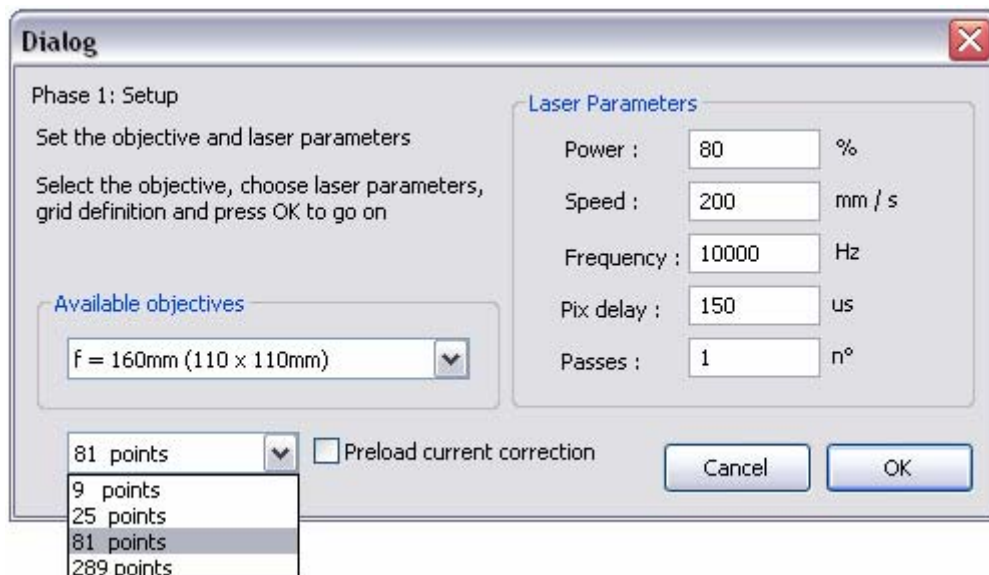 Dialog
Phase 1: Setup
Set the objective and laser parameters
Select the objective, choose laser parameters,
grid definition and press OK to go on
Available objectives
f = 160mm (110 x 110mm)
Laser Parameters
Power : 80 %
Speed : 200 mm / s
Frequency : 10000 Hz
Pix delay : 150 us
Passes : 1 n°
81 points
Preload current correction
Cancel
OK
9 points
25 points
81 points
289 points